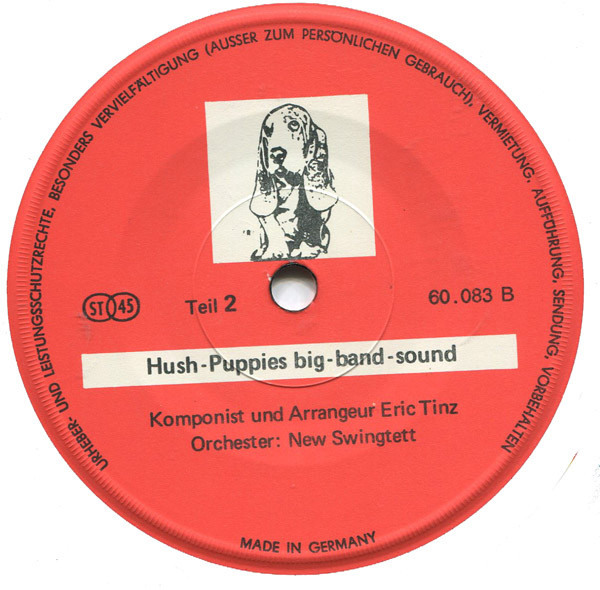 URHEBER- UND LEISTUNGSSCHUTZRECHTE, BESONDERS VERVIELFÄLTIGUNG (AUSSER ZUM PERSÖNLICHEN GEBRAUCH), VERMIETUNG, AUFFÜHRUNG, SENDUNG, VORBEHALTEN
ST 45
Teil 2
60.083 B
Hush-Puppies big-band-sound
Komponist und Arrangeur Eric Tinz
Orchester: New Swingtett
MADE IN GERMANY